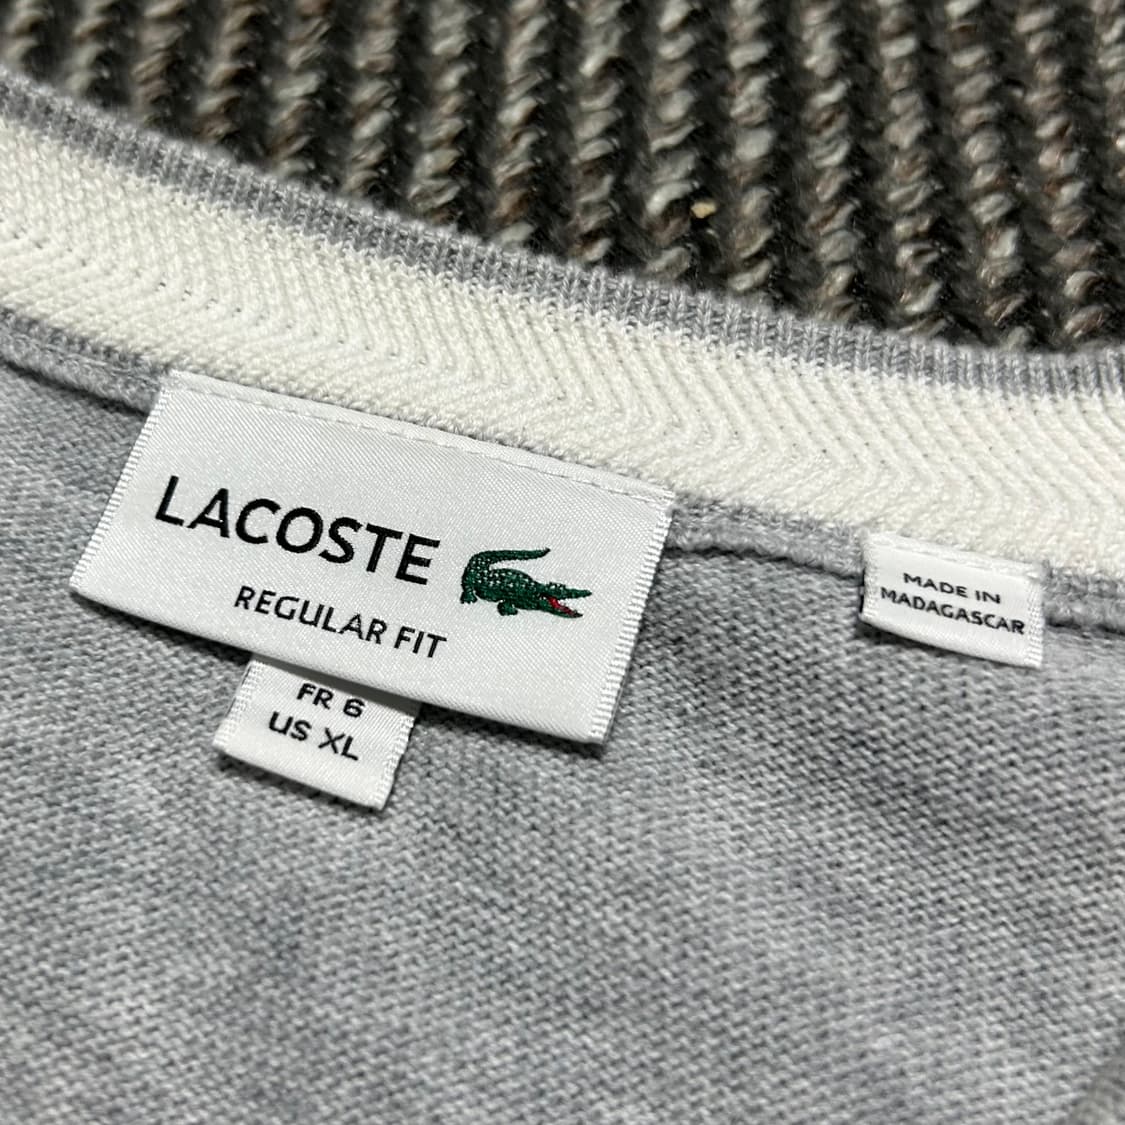 LACOSTE
REGULAR FIT
FR 6
US XL
MADE IN
MADAGASCAR